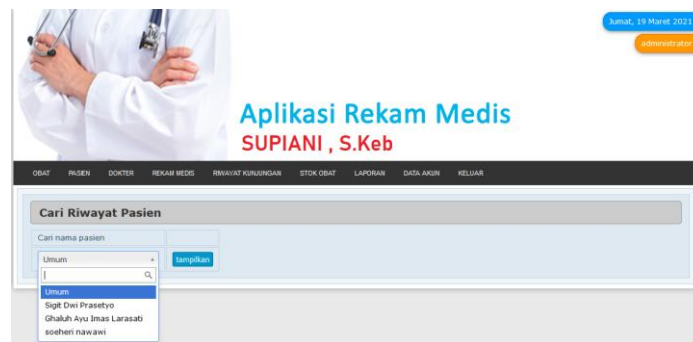 Jumat, 19 Maret 2021
administrator
Aplikasi Rekam Medis
SUPIANI , S.Keb
OBAT PASIEN DOKTER REKAM MEDIS RIWAYAT KUNJUNGAN STOK OBAT LAPORAN DATA AKUN KELUAR
Cari Riwayat Pasien
Cari nama pasien
Umum tampilkan
Umum
Sigit Dwi Prasetyo
Ghaluh Ayu Imas Larasati
soeheri nawawi